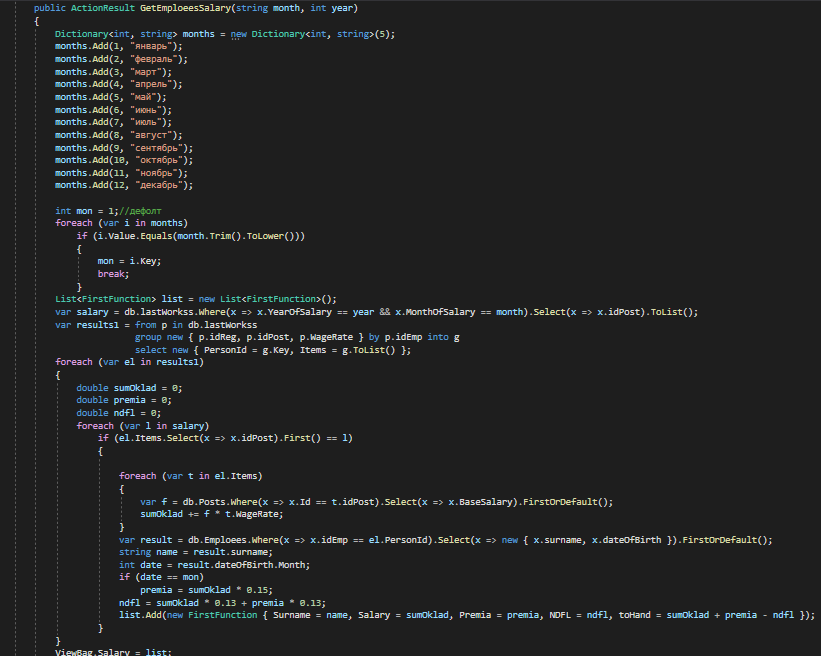 public ActionResult GetEmploeesSalary(string month, int year)
{
Dictionary<int, string> months = new Dictionary<int, string>(5);
months.Add(1, "январь");
months.Add(2, "февраль");
months.Add(3, "март");
months.Add(4, "апрель");
months.Add(5, "май");
months.Add(6, "июнь");
months.Add(7, "июль");
months.Add(8, "август");
months.Add(9, "сентябрь");
months.Add(10, "октябрь");
months.Add(11, "ноябрь");
months.Add(12, "декабрь");
int mon = 1;//дефолт
foreach (var i in months)
if (i.Value.Equals(month.Trim().ToLower()))
{
mon = i.Key;
break;
}
List<FirstFunction> list = new List<FirstFunction>();
var salary = db.lastWorkss.Where(x => x.YearOfSalary == year && x.MonthOfSalary == month).Select(x => x.idPost).ToList();
var results1 = from p in db.lastWorkss
group new { p.idReg, p.idPost, p.WageRate } by p.idEmp into g
select new { PersonId = g.Key, Items = g.ToList() };
foreach (var el in results1)
{
double sumOklad = 0;
double premia = 0;
double ndfl = 0;
foreach (var l in salary)
if (el.Items.Select(x => x.idPost).First() == l)
{
foreach (var t in el.Items)
{
var f = db.Posts.Where(x => x.Id == t.idPost).Select(x => x.BaseSalary).FirstOrDefault();
sumOklad += f * t.WageRate;
}
var result = db.Emploees.Where(x => x.idEmp == el.PersonId).Select(x => new { x.surname, x.dateOfBirth }).FirstOrDefault();
string name = result.surname;
int date = result.dateOfBirth.Month;
if (date == mon)
premia = sumOklad * 0.15;
ndfl = sumOklad * 0.13 + premia * 0.13;
list.Add(new FirstFunction { Surname = name, Salary = sumOklad, Premia = premia, NDFL = ndfl, toHand = sumOklad + premia - ndfl });
}
}
ViewBag.Salary = list;